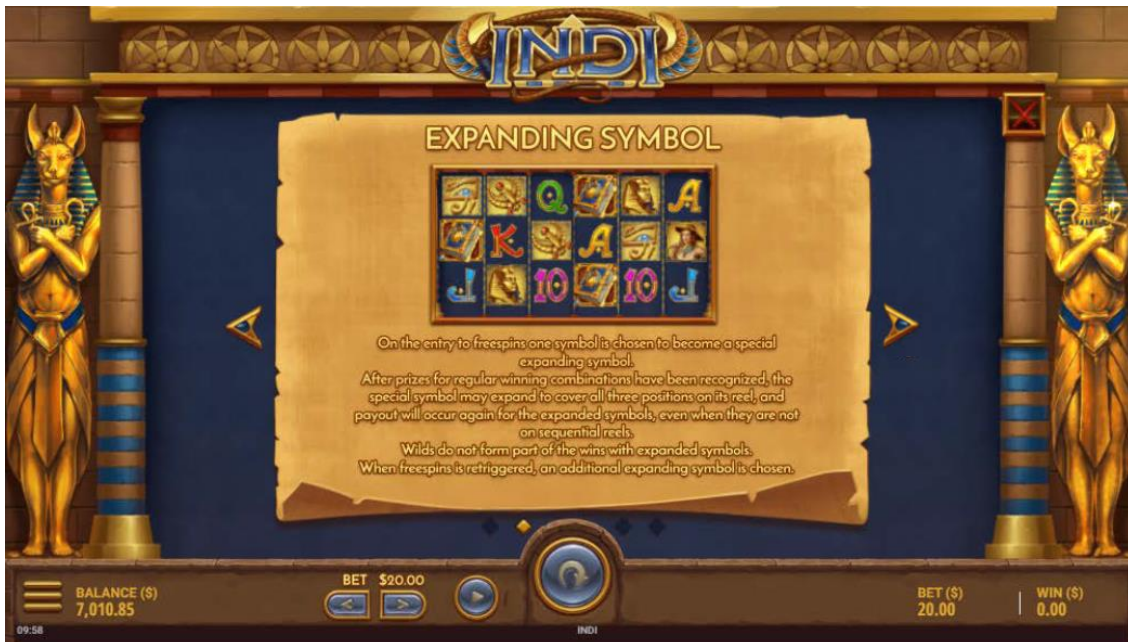 INDI
EXPANDING SYMBOL
Q A
K A
J 10 10 J
On the entry to freespins one symbol is chosen to become a special
expanding symbol.
After prizes for regular winning combinations have been recognized, the
special symbol may expand to cover all three positions on its reel, and
payout will occur again for the expanded symbols, even when they are not
on sequential reels.
Wilds do not form part of the wins with expanded symbols.
When freespins is retriggered, an additional expanding symbol is chosen.
BET $20.00
BALANCE ($)
7,010.85
BET ($)
20.00
WIN ($)
0.00
09:58
INDI